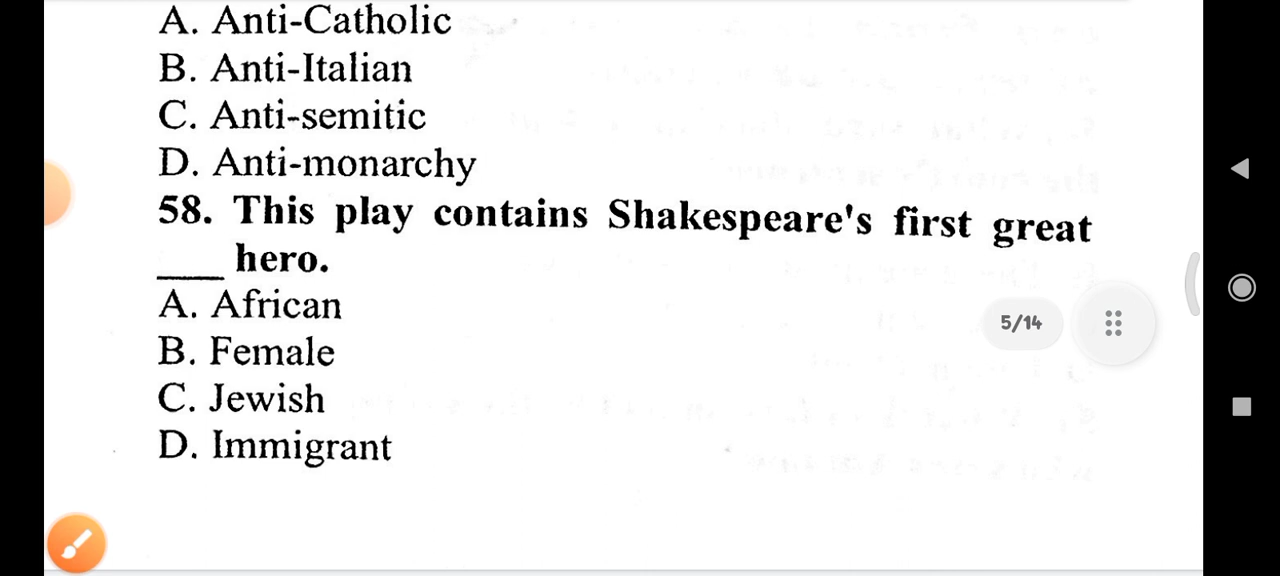 A. Anti-Catholic
B. Anti-Italian
C. Anti-semitic
D. Anti-monarchy
58. This play contains Shakespeare's first great
____ hero.
A. African
B. Female
C. Jewish
D. Immigrant
5/14